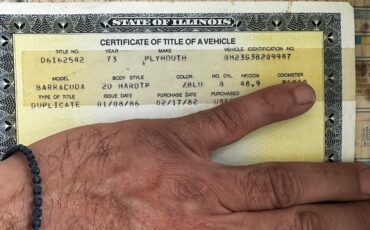 STATE OF ILLINOIS
CERTIFICATE OF TITLE OF A VEHICLE
TITLE NO. YEAR MAKE VEHICLE IDENTIFICATION NO.
D6162542 73 PLYMOUTH BH23G3B209987
MODEL BODY STYLE COLOR NO. CYL HP/CCM ODOMETER
BARRACUDA 2D HARDTP /BLU 8 48.9
TYPE OF TITLE ISSUE DATE PURCHASE DATE PURCHASED
DUPLICATE 01/08/86 02/17/82 USED